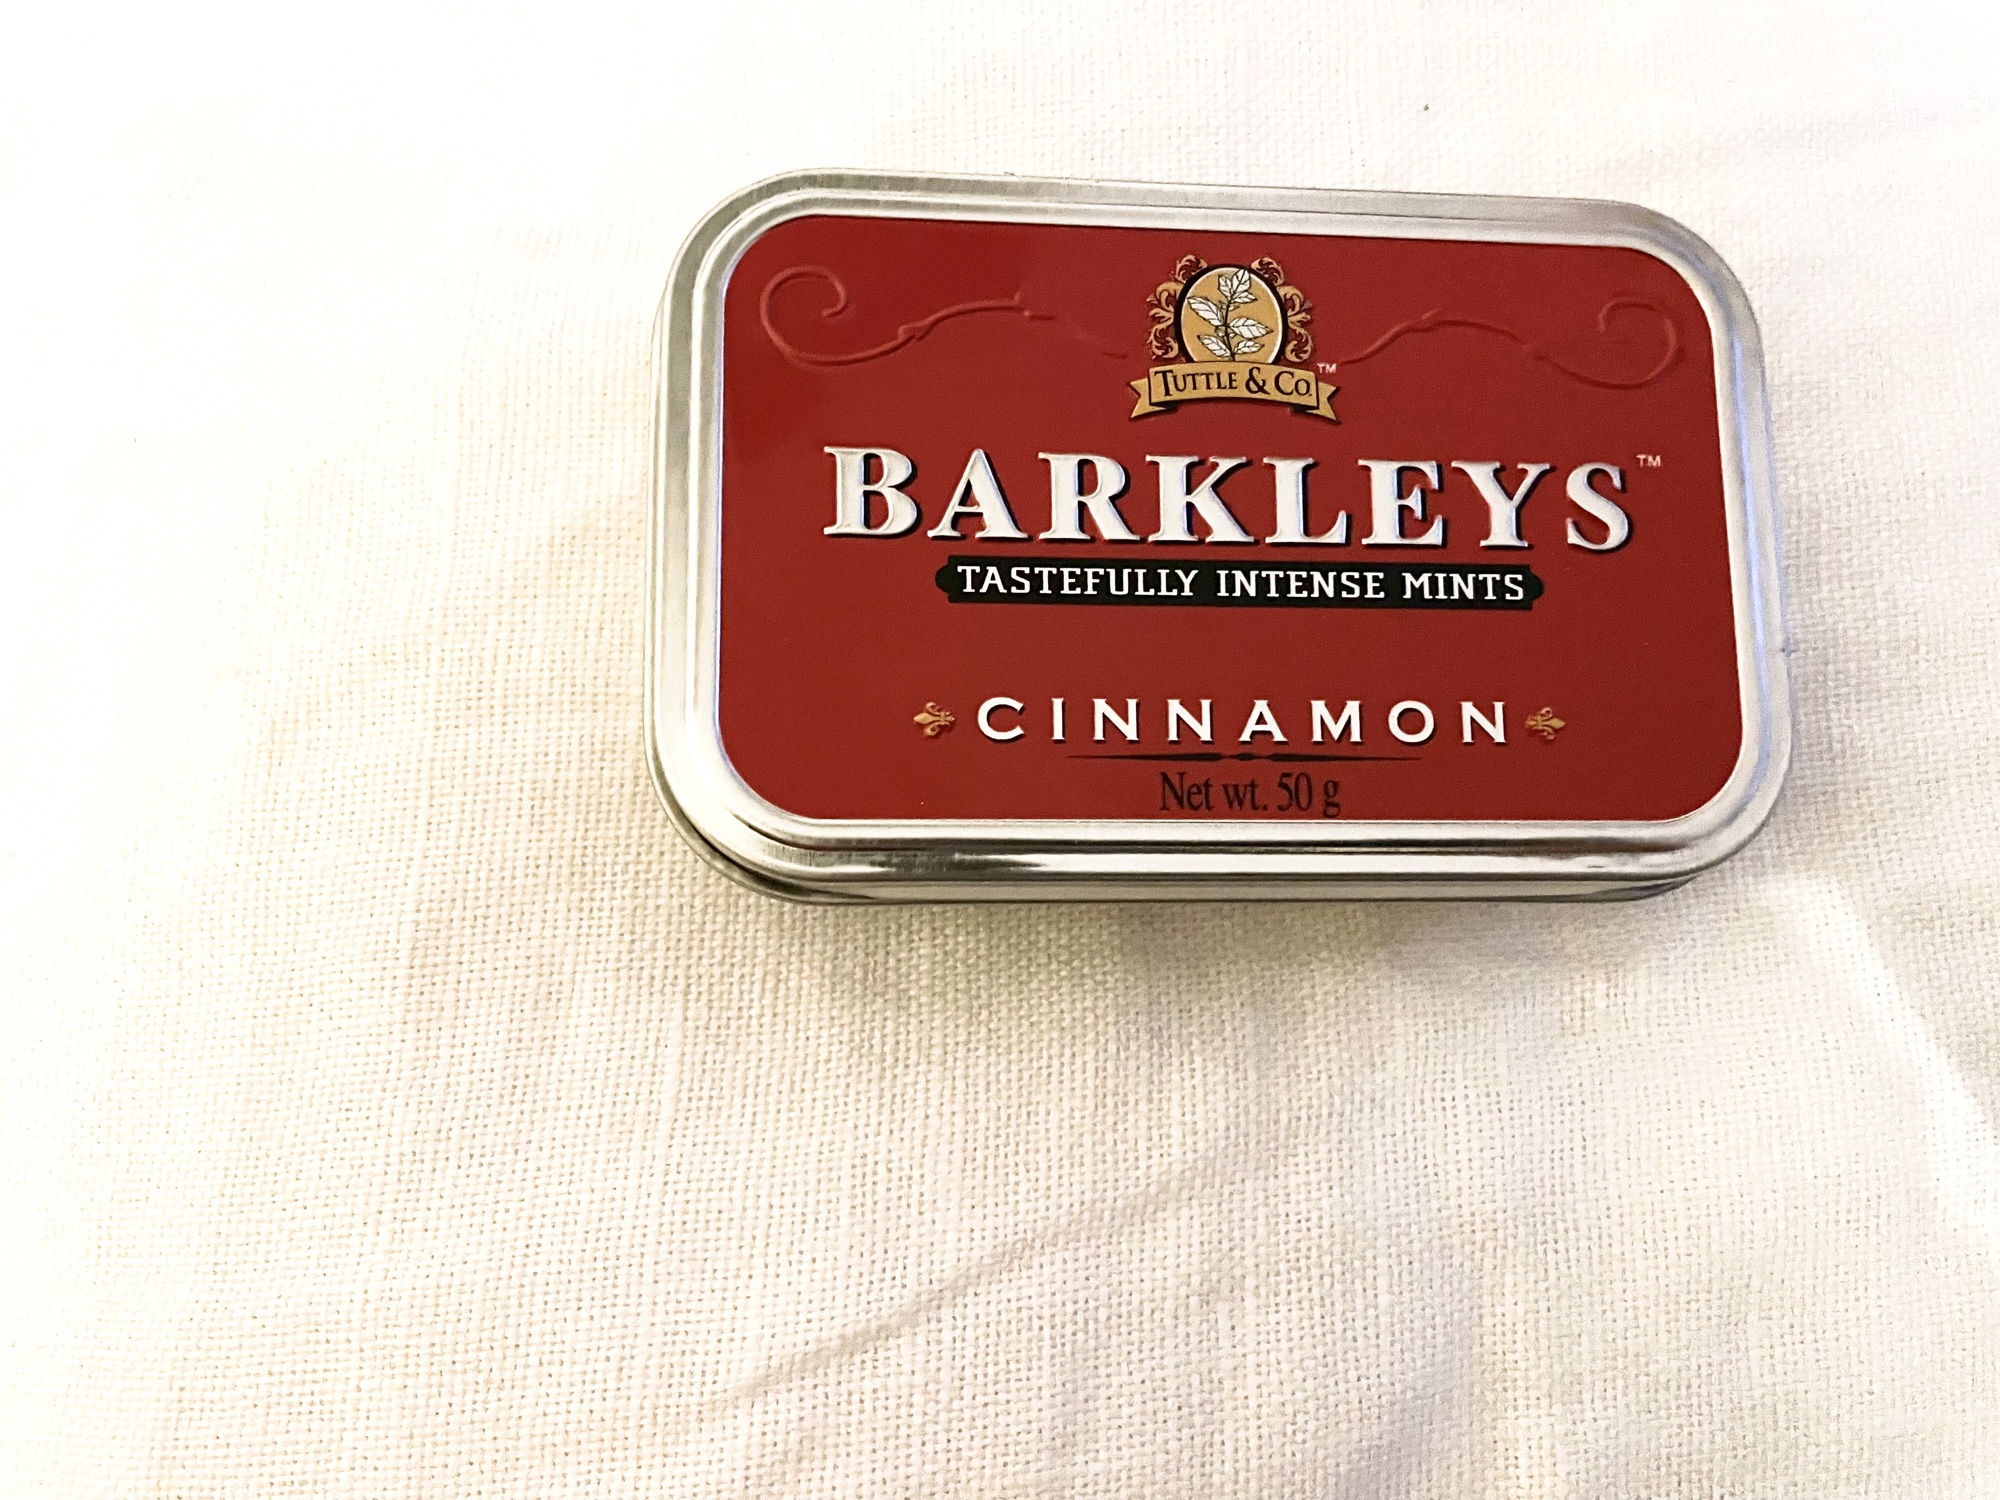 TUTTLE & CO. ™
BARKLEYS ™
TASTEFULLY INTENSE MINTS
CINNAMON
Net wt. 50 g